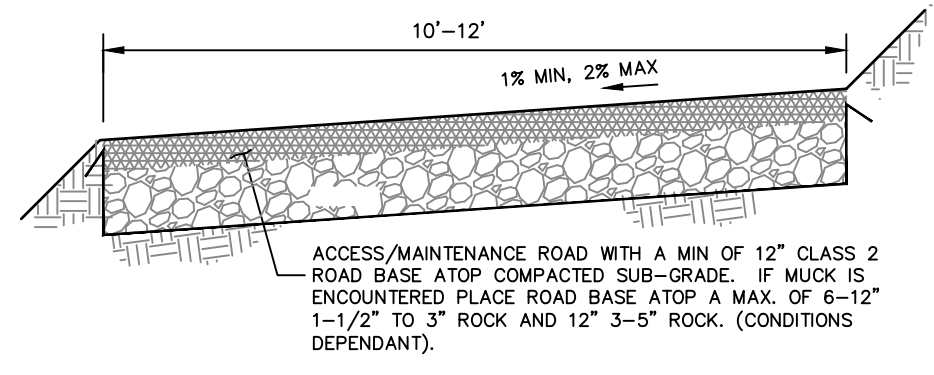 10'-12'
1% MIN, 2% MAX
ACCESS/MAINTENANCE ROAD WITH A MIN OF 12" CLASS 2
ROAD BASE ATOP COMPACTED SUB-GRADE. IF MUCK IS
ENCOUNTERED PLACE ROAD BASE ATOP A MAX. OF 6-12"
1-1/2" TO 3" ROCK AND 12" 3-5" ROCK. (CONDITIONS
DEPENDANT).